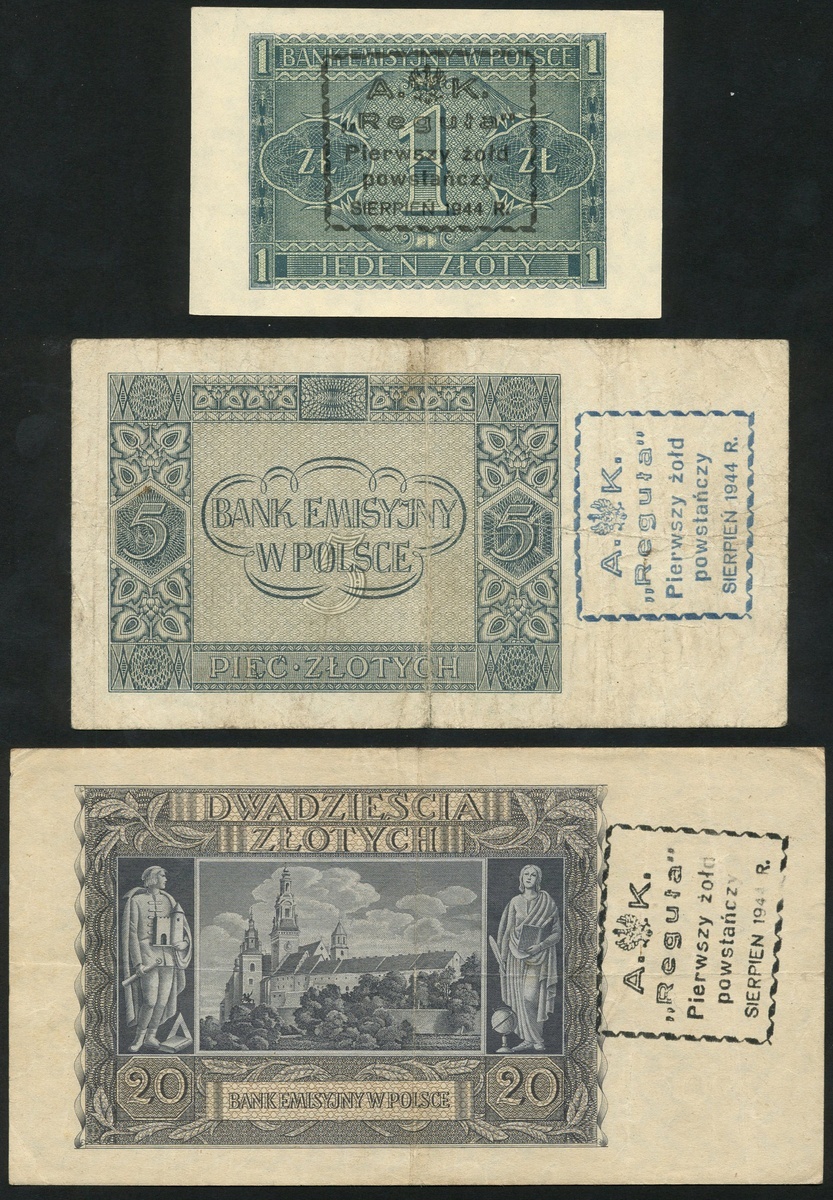 1 BANK EMISYJNY W POLSCE 1
A. K.
„Reguła”
ZŁ 1 ZŁ
Pierwszy żołd
powstańczy
SIERPIEŃ 1944 R.
1 JEDEN ZŁOTY 1
BANK EMISYJNY
W POLSCE
5 5 5
PIĘĆ·ZŁOTYCH
A. K.
„Reguła”
Pierwszy żołd
powstańczy
SIERPIEŃ 1944 R.
DWADZIEŚCIA
ZŁOTYCH
20 BANK EMISYJNY W POLSCE 20
A. K.
„Reguła”
Pierwszy żołd
powstańczy
SIERPIEŃ 1944 R.